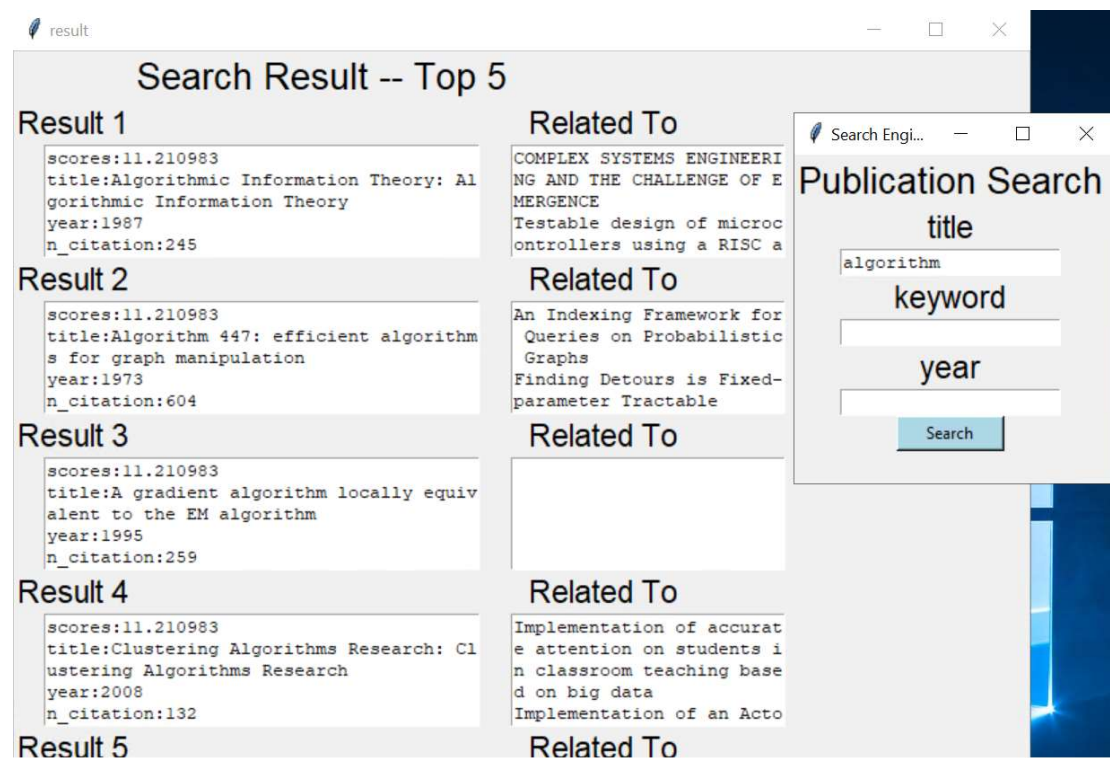 result
Search Result -- Top 5
Result 1
Related To
scores:11.210983
title:Algorithmic Information Theory: Al
gorithmic Information Theory
year:1987
n_citation:245
COMPLEX SYSTEMS ENGINEERI
NG AND THE CHALLENGE OF E
MERGENCE
Testable design of microc
ontrollers using a RISC a
Result 2
Related To
scores:11.210983
title:Algorithm 447: efficient algorithm
s for graph manipulation
year:1973
n_citation:604
An Indexing Framework for
Queries on Probabilistic
Graphs
Finding Detours is Fixed-
parameter Tractable
Result 3
Related To
scores:11.210983
title:A gradient algorithm locally equiv
alent to the EM algorithm
year:1995
n_citation:259
Result 4
Related To
scores:11.210983
title:Clustering Algorithms Research: Cl
ustering Algorithms Research
year:2008
n_citation:132
Implementation of accurat
e attention on students i
n classroom teaching base
d on big data
Implementation of an Acto
Result 5
Related To
Search Engi...
Publication Search
title
algorithm
keyword
year
Search